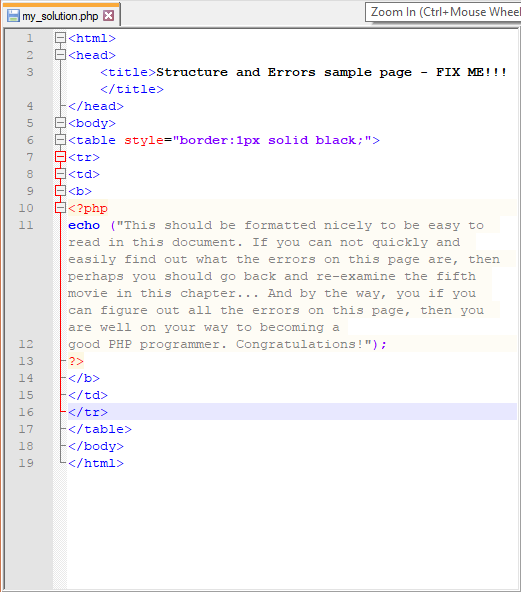 my_solution.php
Zoom In (Ctrl+Mouse Wheel
1 <html>
2 <head>
3 <title>Structure and Errors sample page - FIX ME!!!
</title>
4 </head>
5 <body>
6 <table style="border:1px solid black;">
7 <tr>
8 <td>
9 <b>
10 <?php
11 echo ("This should be formatted nicely to be easy to
read in this document. If you can not quickly and
easily find out what the errors on this page are, then
perhaps you should go back and re-examine the fifth
movie in this chapter... And by the way, you if you
can figure out all the errors on this page, then you
are well on your way to becoming a
12 good PHP programmer. Congratulations!");
13 ?>
14 </b>
15 </td>
16 </tr>
17 </table>
18 </body>
19 </html>